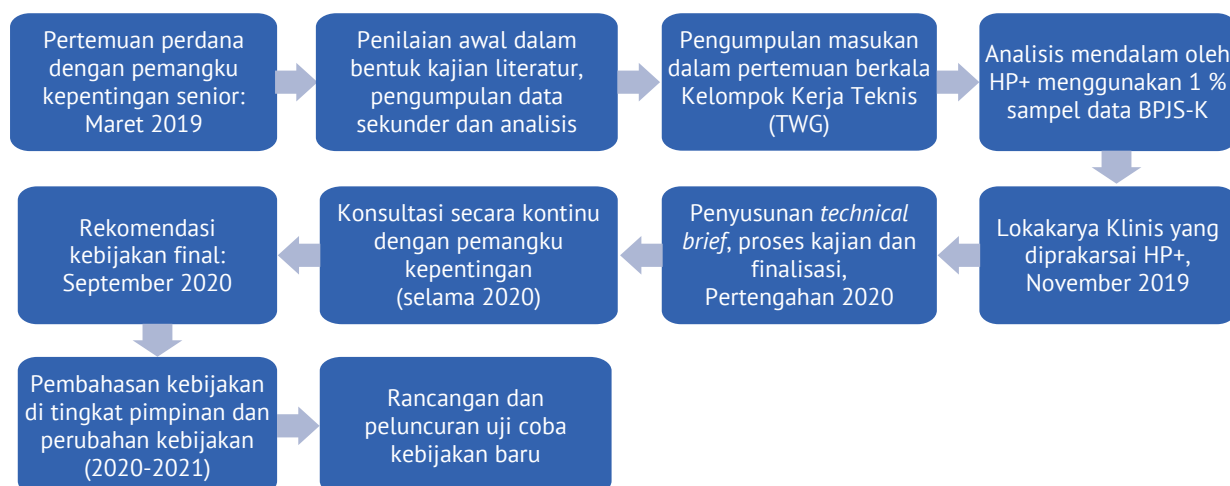 Pertemuan perdana
dengan pemangku
kepentingan senior:
Maret 2019
Penilaian awal dalam
bentuk kajian literatur,
pengumpulan data
sekunder dan analisis
Pengumpulan masukan
dalam pertemuan berkala
Kelompok Kerja Teknis
(TWG)
Analisis mendalam oleh
HP+ menggunakan 1 %
sampel data BPJS-K
Lokakarya Klinis yang
diprakarsai HP+,
November 2019
Penyusunan technical
brief, proses kajian dan
finalisasi,
Pertengahan 2020
Konsultasi secara kontinu
dengan pemangku
kepentingan
(selama 2020)
Rekomendasi
kebijakan final:
September 2020
Pembahasan kebijakan
di tingkat pimpinan dan
perubahan kebijakan
(2020-2021)
Rancangan dan
peluncuran uji coba
kebijakan baru